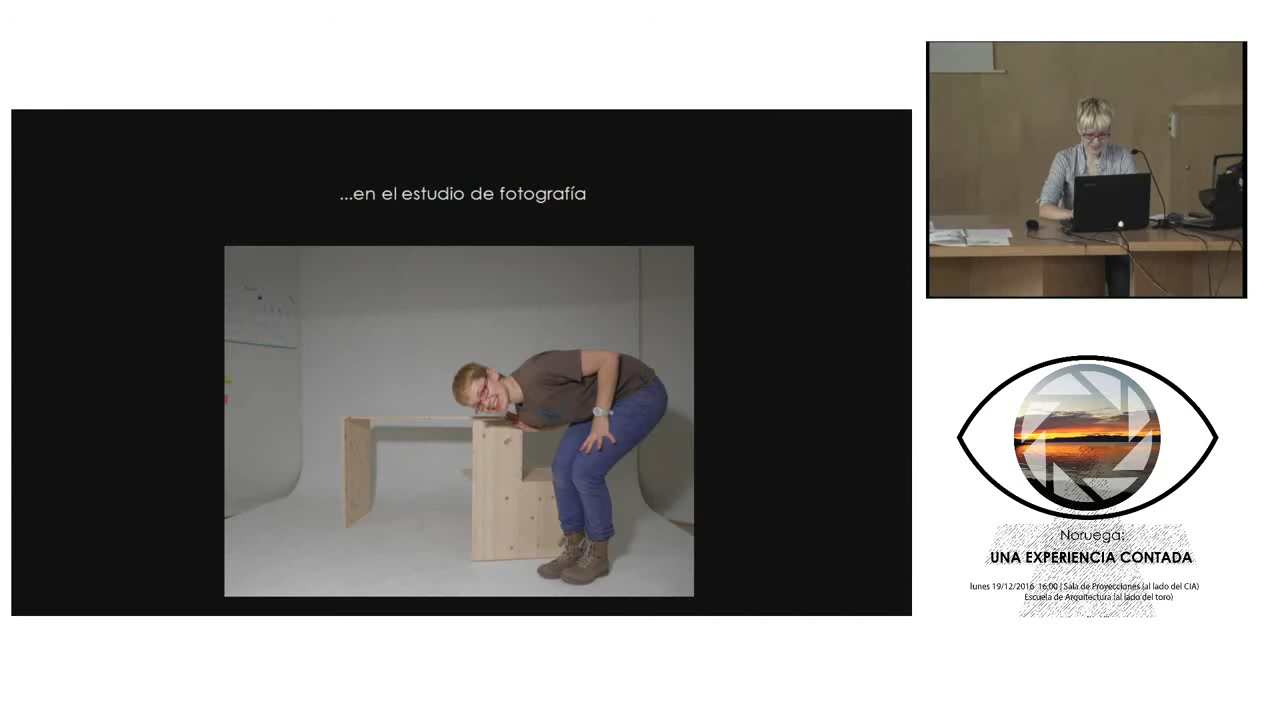 ...en el estudio de fotografía
Noruega:
UNA EXPERIENCIA CONTADA
lunes 19/12/2016 16:00 | Sala de Proyecciones (al lado del CIA)
Escuela de Arquitectura (al lado del toro)